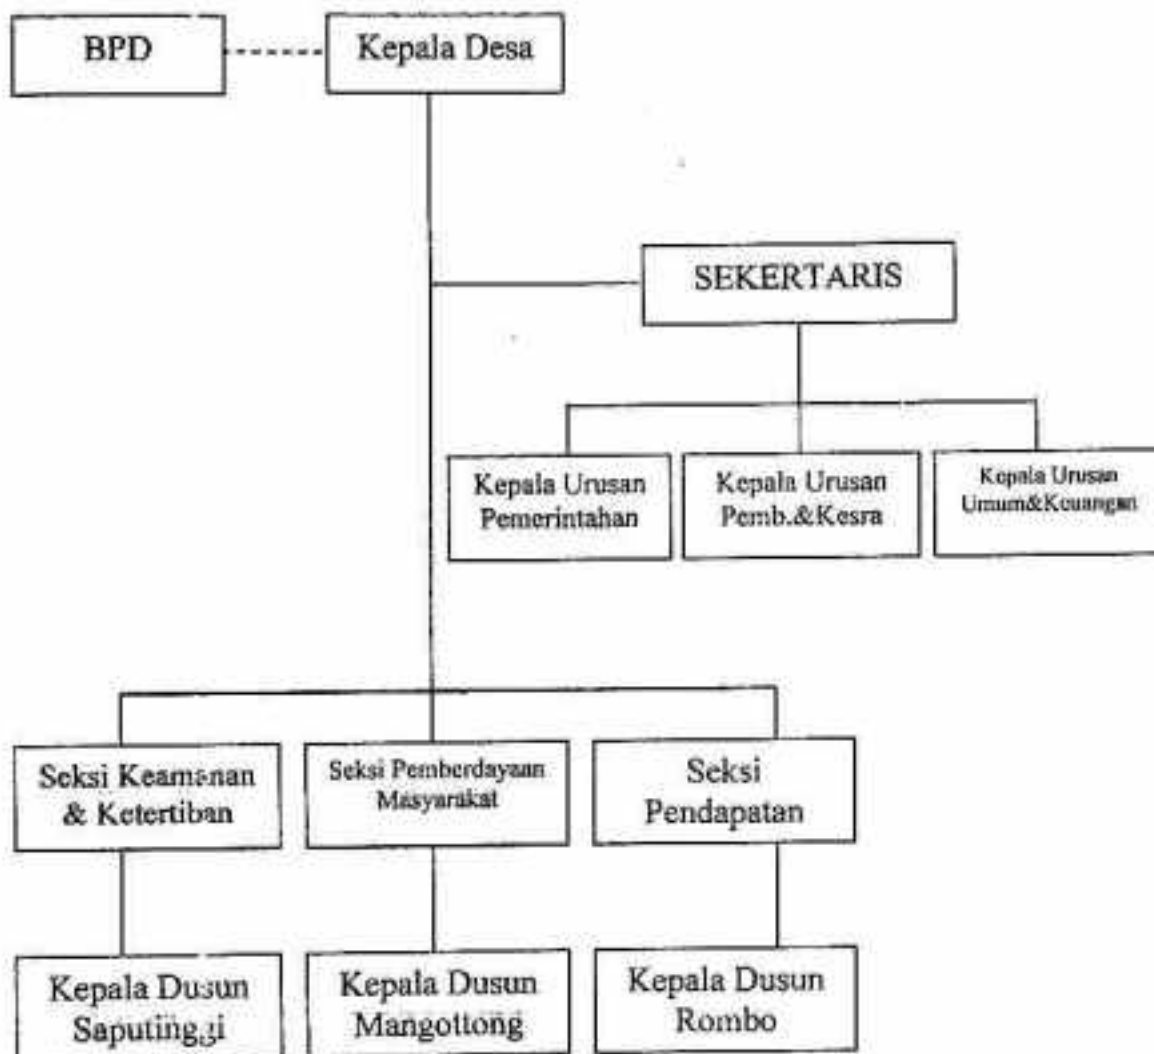 BPD
Kepala Desa
SEKERTARIS
Kepala Urusan
Pemerintahan
Kepala Urusan
Pemb.&Kesra
Kepala Urusan
Umum&Keuangan
Seksi Keamanan
& Ketertiban
Seksi Pemberdayaan
Masyarakat
Seksi
Pendapatan
Kepala Dusun
Saputinggi
Kepala Dusun
Mangottong
Kepala Dusun
Rombo